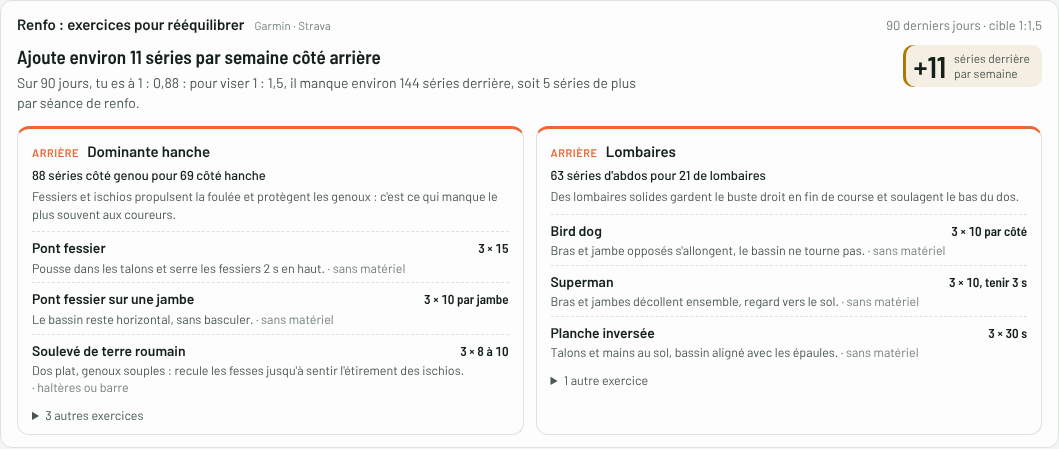 Renfo : exercices pour rééquilibrer Garmin · Strava
90 derniers jours · cible 1:1,5
Ajoute environ 11 séries par semaine côté arrière
Sur 90 jours, tu es à 1 : 0,88 : pour viser 1 : 1,5, il manque environ 144 séries derrière, soit 5 séries de plus
par séance de renfo.
+11 séries derrière
par semaine
ARRIÈRE Dominante hanche
88 séries côté genou pour 69 côté hanche
Fessiers et ischios propulsent la foulée et protègent les genoux : c'est ce qui manque le
plus souvent aux coureurs.
Pont fessier 3 × 15
Pousse dans les talons et serre les fessiers 2 s en haut. · sans matériel
Pont fessier sur une jambe 3 × 10 par jambe
Le bassin reste horizontal, sans basculer. · sans matériel
Soulevé de terre roumain 3 × 8 à 10
Dos plat, genoux souples : recule les fesses jusqu'à sentir l'étirement des ischios.
· haltères ou barre
▶ 3 autres exercices
ARRIÈRE Lombaires
63 séries d'abdos pour 21 de lombaires
Des lombaires solides gardent le buste droit en fin de course et soulagent le bas du dos.
Bird dog 3 × 10 par côté
Bras et jambe opposés s'allongent, le bassin ne tourne pas. · sans matériel
Superman 3 × 10, tenir 3 s
Bras et jambes décollent ensemble, regard vers le sol. · sans matériel
Planche inversée 3 × 30 s
Talons et mains au sol, bassin aligné avec les épaules. · sans matériel
▶ 1 autre exercice